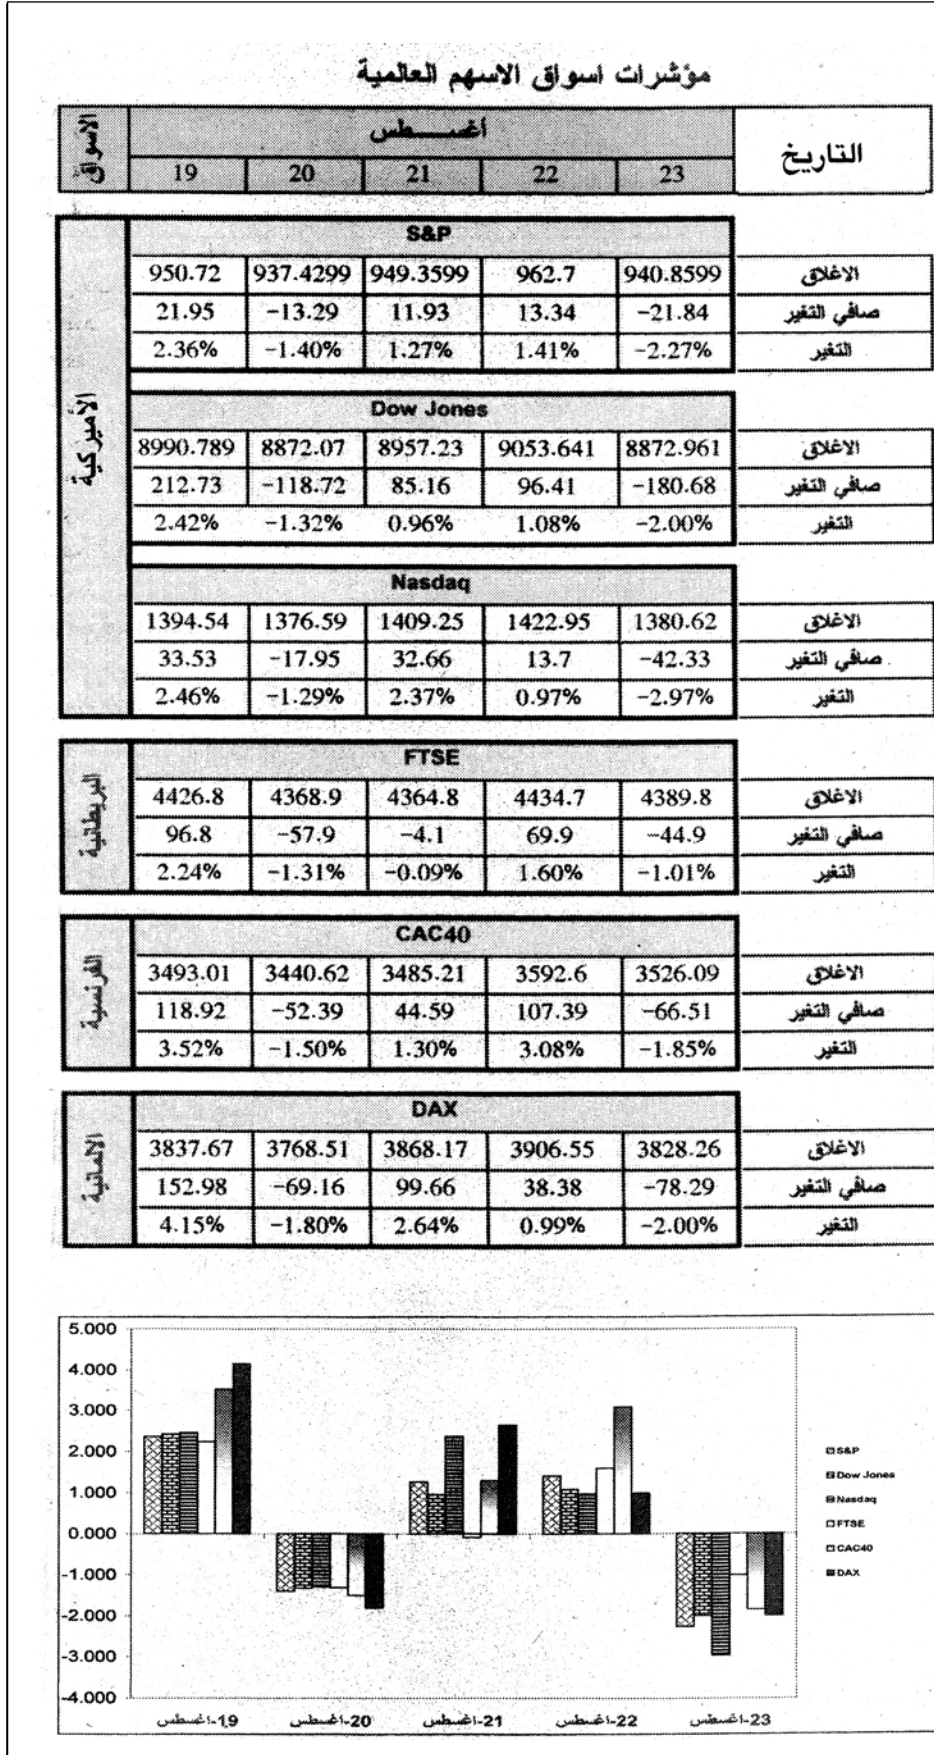 مؤشرات اسواق الاسهم العالمية
التاريخ
أغسطس
الاسواق
19 20 21 22 23
الأميركية
S&P
950.72 937.4299 949.3599 962.7 940.8599 الاغلاق
21.95 -13.29 11.93 13.34 -21.84 صافي التغير
2.36% -1.40% 1.27% 1.41% -2.27% التغير
Dow Jones
8990.789 8872.07 8957.23 9053.641 8872.961 الاغلاق
212.73 -118.72 85.16 96.41 -180.68 صافي التغير
2.42% -1.32% 0.96% 1.08% -2.00% التغير
Nasdaq
1394.54 1376.59 1409.25 1422.95 1380.62 الاغلاق
33.53 -17.95 32.66 13.7 -42.33 صافي التغير
2.46% -1.29% 2.37% 0.97% -2.97% التغير
البريطانية
FTSE
4426.8 4368.9 4364.8 4434.7 4389.8 الاغلاق
96.8 -57.9 -4.1 69.9 -44.9 صافي التغير
2.24% -1.31% -0.09% 1.60% -1.01% التغير
الفرنسية
CAC40
3493.01 3440.62 3485.21 3592.6 3526.09 الاغلاق
118.92 -52.39 44.59 107.39 -66.51 صافي التغير
3.52% -1.50% 1.30% 3.08% -1.85% التغير
الالمانية
DAX
3837.67 3768.51 3868.17 3906.55 3828.26 الاغلاق
152.98 -69.16 99.66 38.38 -78.29 صافي التغير
4.15% -1.80% 2.64% 0.99% -2.00% التغير
5.000
4.000
3.000
2.000
1.000
0.000
-1.000
-2.000
-3.000
-4.000
19-اغسطس 20-اغسطس 21-اغسطس 22-اغسطس 23-اغسطس
S&P
Dow Jones
Nasdaq
FTSE
CAC40
DAX